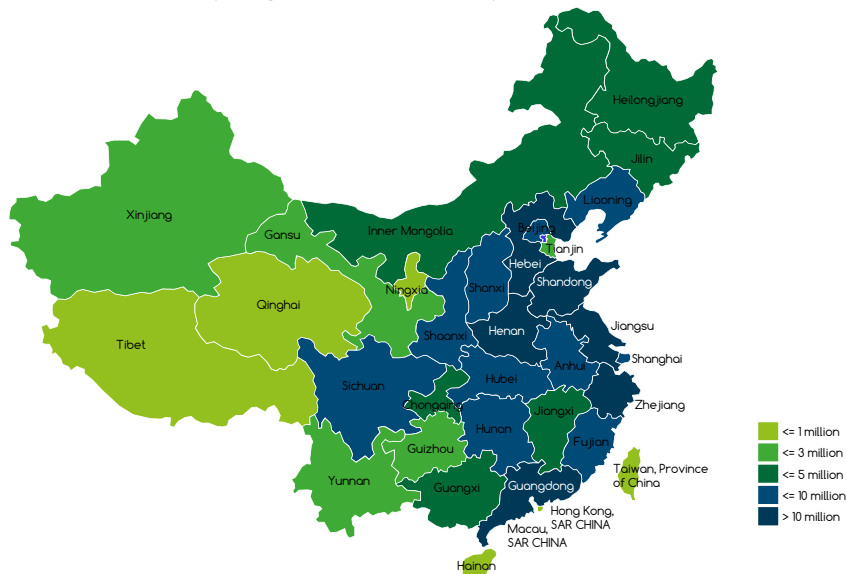 Heilongjiang
Jilin
Liaoning
Xinjiang
Inner Mongolia
Gansu
Beijing
Tianjin
Hebei
Shandong
Ningxia
Shanxi
Qinghai
Jiangsu
Henan
Shaanxi
Tibet
Shanghai
Anhui
Sichuan
Hubei
Zhejiang
Chongqing
Jiangxi
Hunan
Fujian
Guizhou
Yunnan
Guangxi
Guangdong
Taiwan, Province
of China
Hong Kong,
SAR CHINA
Macau,
SAR CHINA
Hainan
<= 1 million
<= 3 million
<= 5 million
<= 10 million
> 10 million